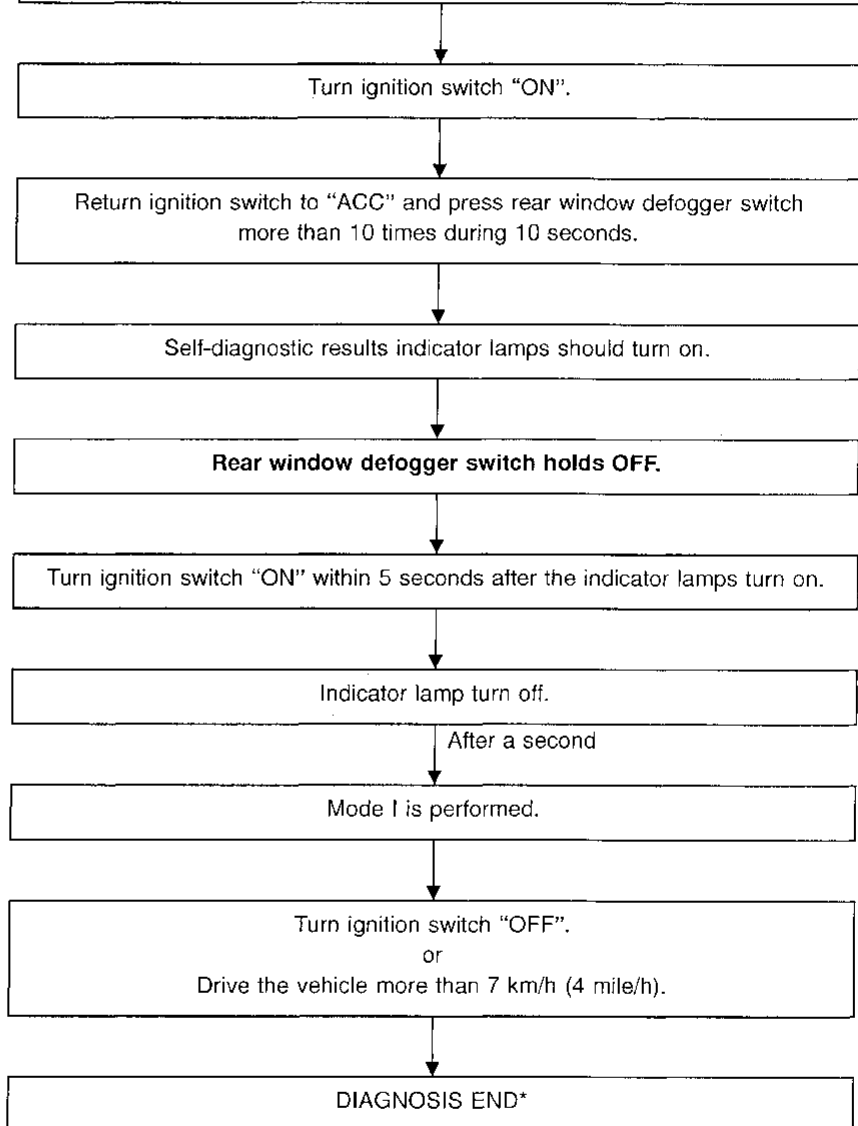 Turn ignition switch “ON”.
Return ignition switch to “ACC” and press rear window defogger switch
more than 10 times during 10 seconds.
Self-diagnostic results indicator lamps should turn on.
Rear window defogger switch holds OFF.
Turn ignition switch “ON” within 5 seconds after the indicator lamps turn on.
Indicator lamp turn off.
After a second
Mode I is performed.
Turn ignition switch “OFF”.
or
Drive the vehicle more than 7 km/h (4 mile/h).
DIAGNOSIS END*